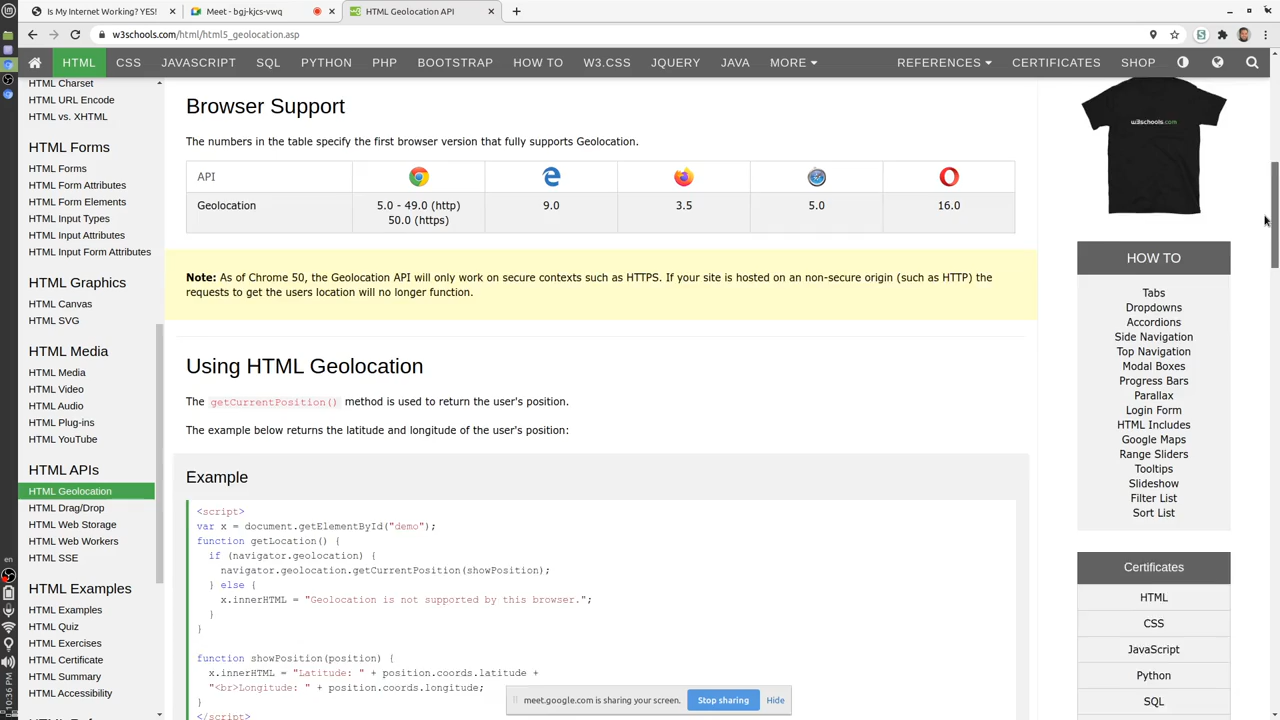 Is My Internet Working? YES!
Meet - bgj-kjcs-vwq
HTML Geolocation API
w3schools.com/html/html5_geolocation.asp
HTML
CSS
JAVASCRIPT
SQL
PYTHON
PHP
BOOTSTRAP
HOW TO
W3.CSS
JQUERY
JAVA
MORE
REFERENCES
CERTIFICATES
SHOP
HTML Charset
HTML URL Encode
HTML vs. XHTML
HTML Forms
HTML Forms
HTML Form Attributes
HTML Form Elements
HTML Input Types
HTML Input Attributes
HTML Input Form Attributes
HTML Graphics
HTML Canvas
HTML SVG
HTML Media
HTML Media
HTML Video
HTML Audio
HTML Plug-ins
HTML YouTube
HTML APIs
HTML Geolocation
HTML Drag/Drop
HTML Web Storage
HTML Web Workers
HTML SSE
HTML Examples
HTML Examples
HTML Quiz
HTML Exercises
HTML Certificate
HTML Summary
HTML Accessibility
en
10:36 PM
Browser Support
The numbers in the table specify the first browser version that fully supports Geolocation.
API
Geolocation
5.0 - 49.0 (http)
50.0 (https)
9.0
3.5
5.0
16.0
Note: As of Chrome 50, the Geolocation API will only work on secure contexts such as HTTPS. If your site is hosted on an non-secure origin (such as HTTP) the
requests to get the users location will no longer function.
Using HTML Geolocation
The getCurrentPosition() method is used to return the user's position.
The example below returns the latitude and longitude of the user's position:
Example
<script>
var x = document.getElementById("demo");
function getLocation() {
if (navigator.geolocation) {
navigator.geolocation.getCurrentPosition(showPosition);
} else {
x.innerHTML = "Geolocation is not supported by this browser.";
}
}
function showPosition(position) {
x.innerHTML = "Latitude: " + position.coords.latitude +
"<br>Longitude: " + position.coords.longitude;
}
</script>
w3schools.com
HOW TO
Tabs
Dropdowns
Accordions
Side Navigation
Top Navigation
Modal Boxes
Progress Bars
Parallax
Login Form
HTML Includes
Google Maps
Range Sliders
Tooltips
Slideshow
Filter List
Sort List
Certificates
HTML
CSS
JavaScript
Python
SQL
meet.google.com is sharing your screen.
Stop sharing
Hide